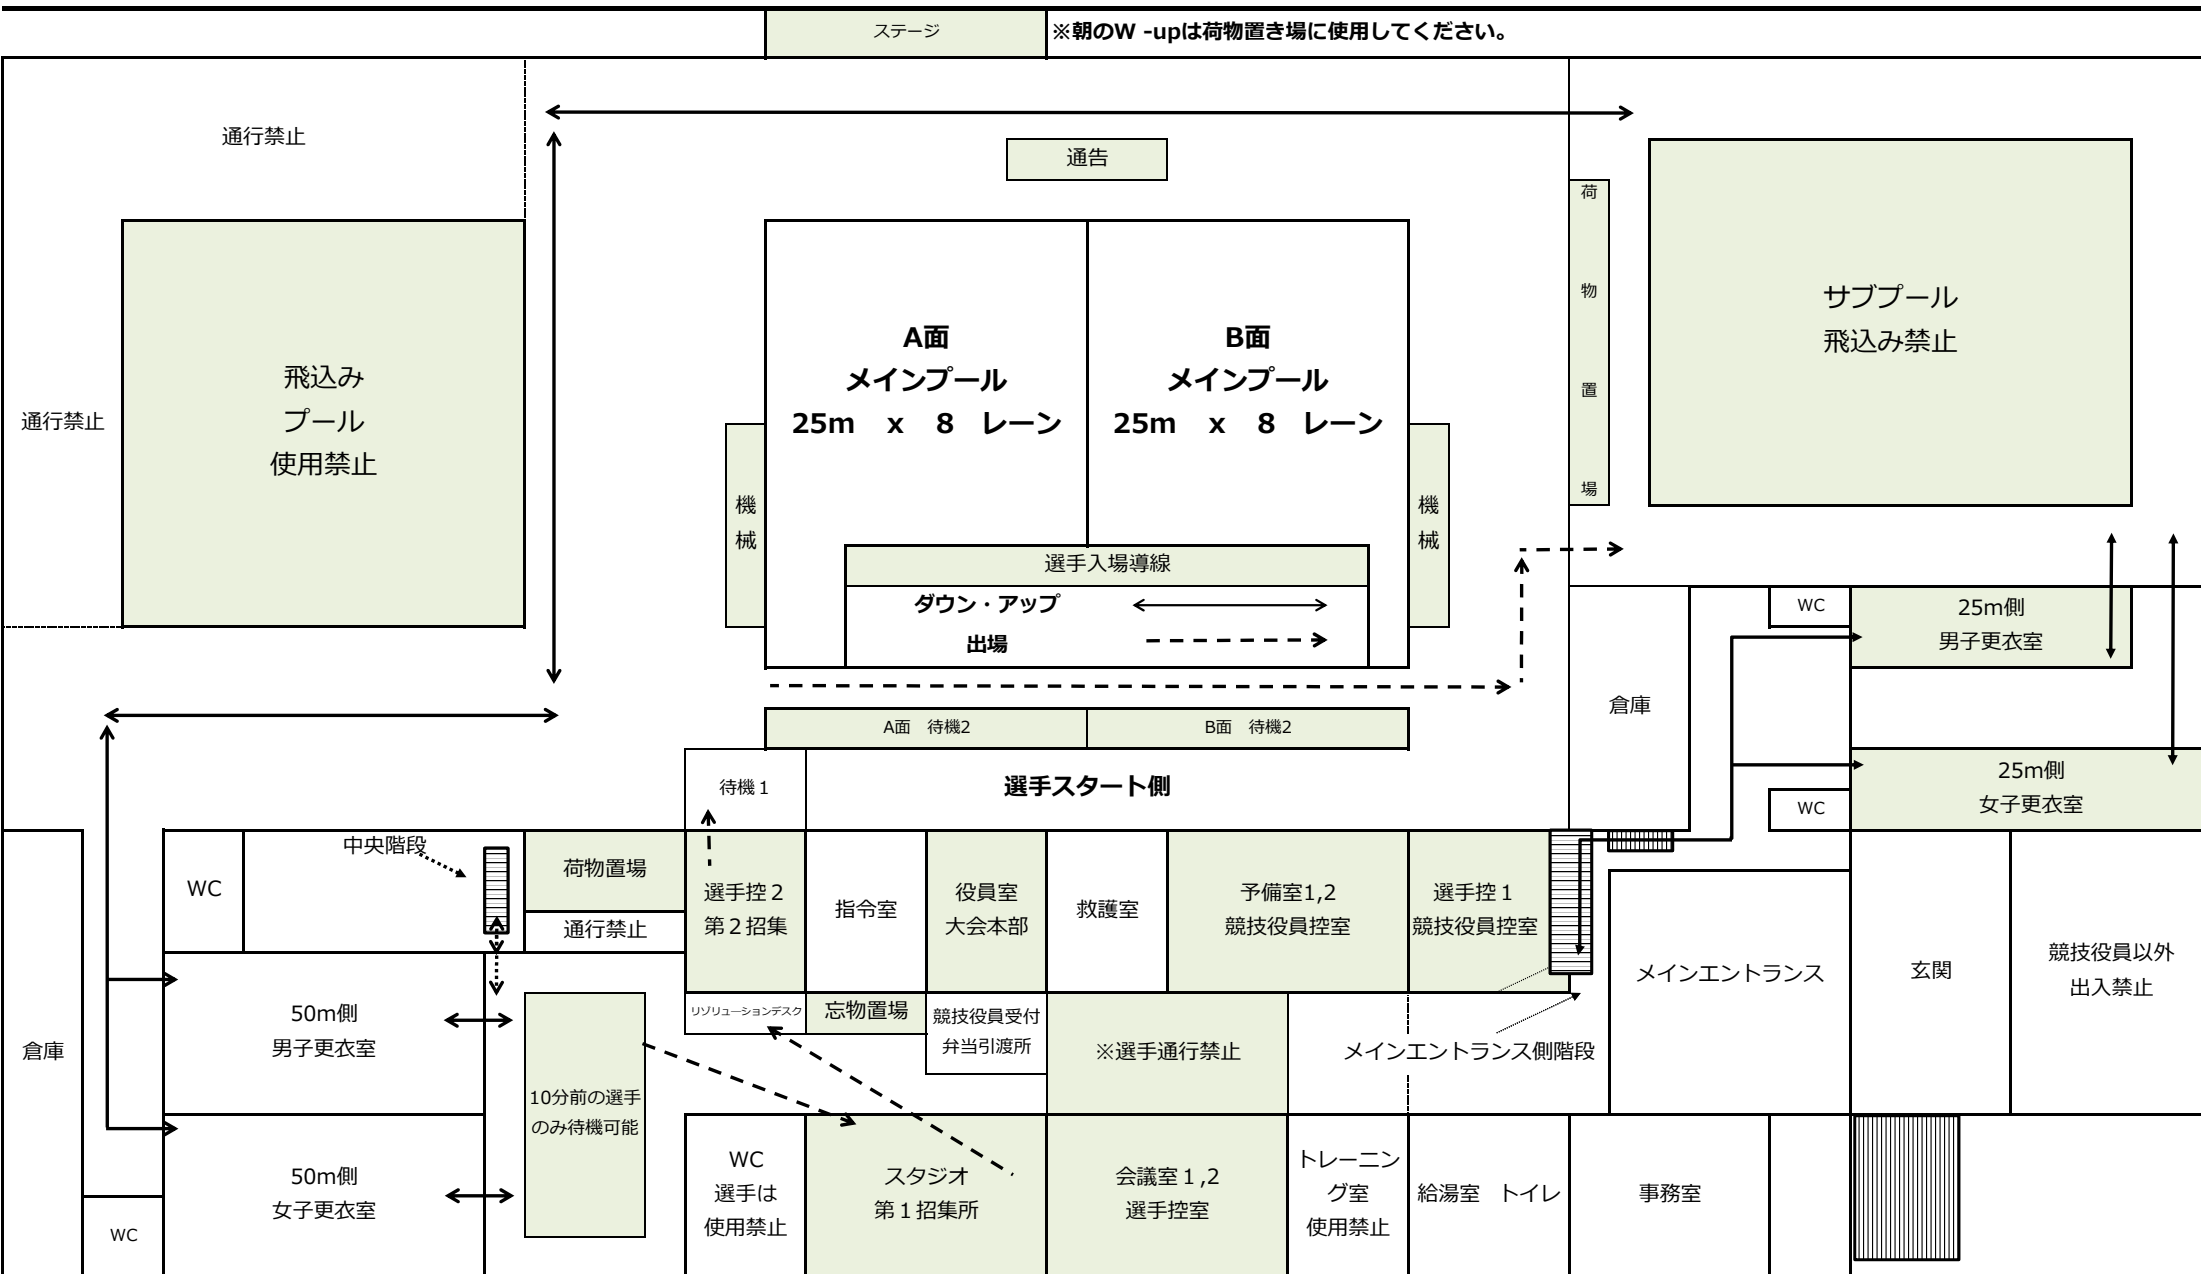 ステージ
※朝のW -upは荷物置き場に使用してください。
通行禁止
通告
荷物置場
通行禁止
飛込み
プール
使用禁止
A面
メインプール
25m x 8 レーン
B面
メインプール
25m x 8 レーン
サブプール
飛込み禁止
機械
機械
選手入場導線
ダウン・アップ
出場
WC
25m側
男子更衣室
倉庫
A面 待機2
B面 待機2
待機1
選手スタート側
25m側
女子更衣室
WC
中央階段
WC
荷物置場
通行禁止
選手控2
第2招集
指令室
役員室
大会本部
救護室
予備室1,2
競技役員控室
選手控1
競技役員控室
メインエントランス
玄関
競技役員以外
出入禁止
倉庫
50m側
男子更衣室
リゾリューションデスク
忘物置場
競技役員受付
弁当引渡所
※選手通行禁止
メインエントランス側階段
10分前の選手
のみ待機可能
WC
50m側
女子更衣室
WC
選手は
使用禁止
スタジオ
第1招集所
会議室1,2
選手控室
トレーニン
グ室
使用禁止
給湯室 トイレ
事務室